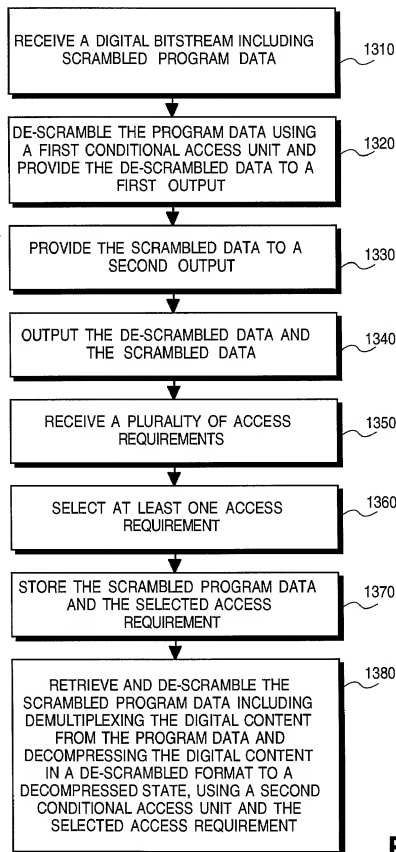 RECEIVE A DIGITAL BITSTREAM INCLUDING
SCRAMBLED PROGRAM DATA
1310
DE-SCRAMBLE THE PROGRAM DATA USING
A FIRST CONDITIONAL ACCESS UNIT AND
PROVIDE THE DE-SCRAMBLED DATA TO A
FIRST OUTPUT
1320
PROVIDE THE SCRAMBLED DATA TO A
SECOND OUTPUT
1330
OUTPUT THE DE-SCRAMBLED DATA AND
THE SCRAMBLED DATA
1340
RECEIVE A PLURALITY OF ACCESS
REQUIREMENTS
1350
SELECT AT LEAST ONE ACCESS
REQUIREMENT
1360
STORE THE SCRAMBLED PROGRAM DATA
AND THE SELECTED ACCESS
REQUIREMENT
1370
RETRIEVE AND DE-SCRAMBLE THE
SCRAMBLED PROGRAM DATA INCLUDING
DEMULTIPLEXING THE DIGITAL CONTENT
FROM THE PROGRAM DATA AND
DECOMPRESSING THE DIGITAL CONTENT
IN A DE-SCRAMBLED FORMAT TO A
DECOMPRESSED STATE, USING A SECOND
CONDITIONAL ACCESS UNIT AND THE
SELECTED ACCESS REQUIREMENT
1380